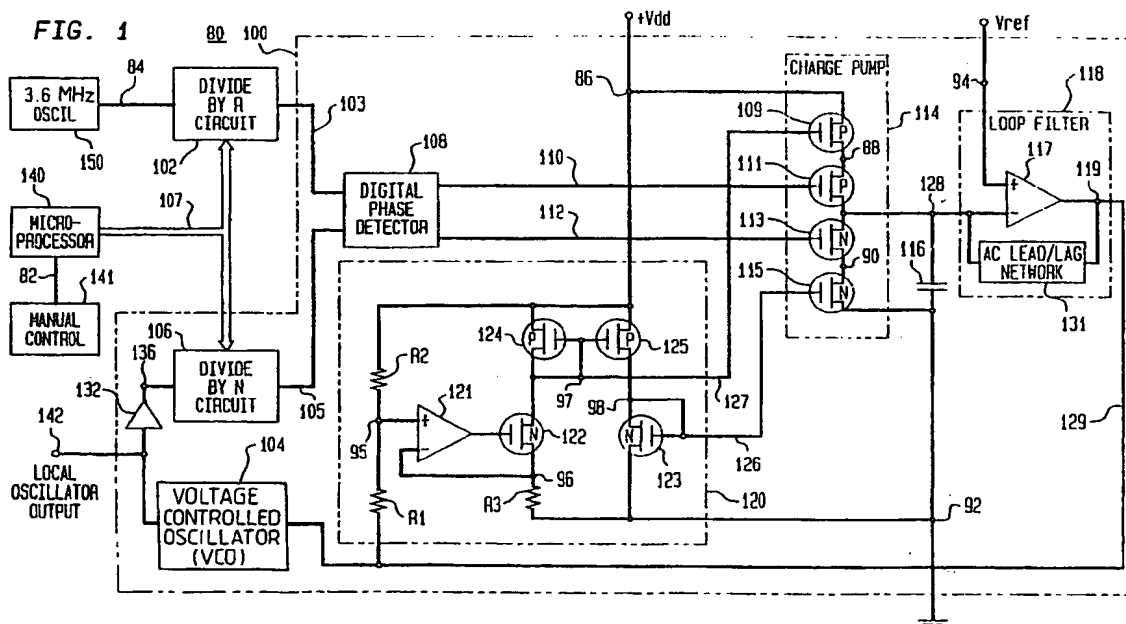 FIG. 1
80
100
+Vdd
Vref
84
3.6 MHz
OSCIL
150
DIVIDE
BY R
CIRCUIT
102
103
86
CHARGE PUMP
114
94
118
109
P
88
LOOP FILTER
117
119
+
-
140
MICRO-
PROCESSOR
107
108
DIGITAL
PHASE
DETECTOR
110
112
111
P
128
113
N
90
116
115
N
AC LEAD/LAG
NETWORK
131
82
141
MANUAL
CONTROL
106
136
DIVIDE
BY N
CIRCUIT
105
132
142
LOCAL
OSCILLATOR
OUTPUT
104
VOLTAGE
CONTROLLED
OSCILLATOR
(VCO)
R2
124
P
P
125
97
127
121
+
-
95
N
122
98
N
123
126
96
R1
R3
120
92
129